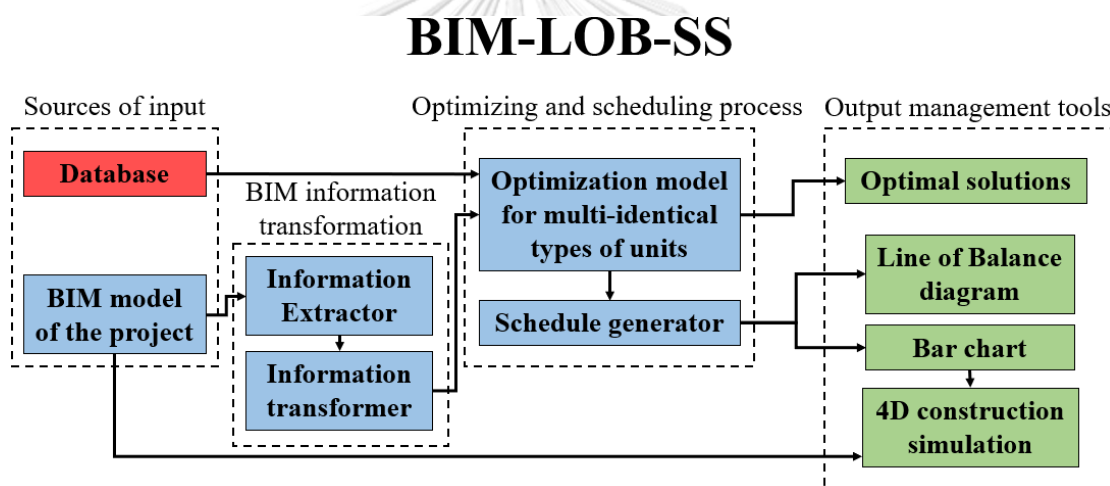 BIM-LOB-SS
Sources of input
Database
BIM model
of the project
BIM information
transformation
Information
Extractor
Information
transformer
Optimizing and scheduling process
Optimization model
for multi-identical
types of units
Schedule generator
Output management tools
Optimal solutions
Line of Balance
diagram
Bar chart
4D construction
simulation